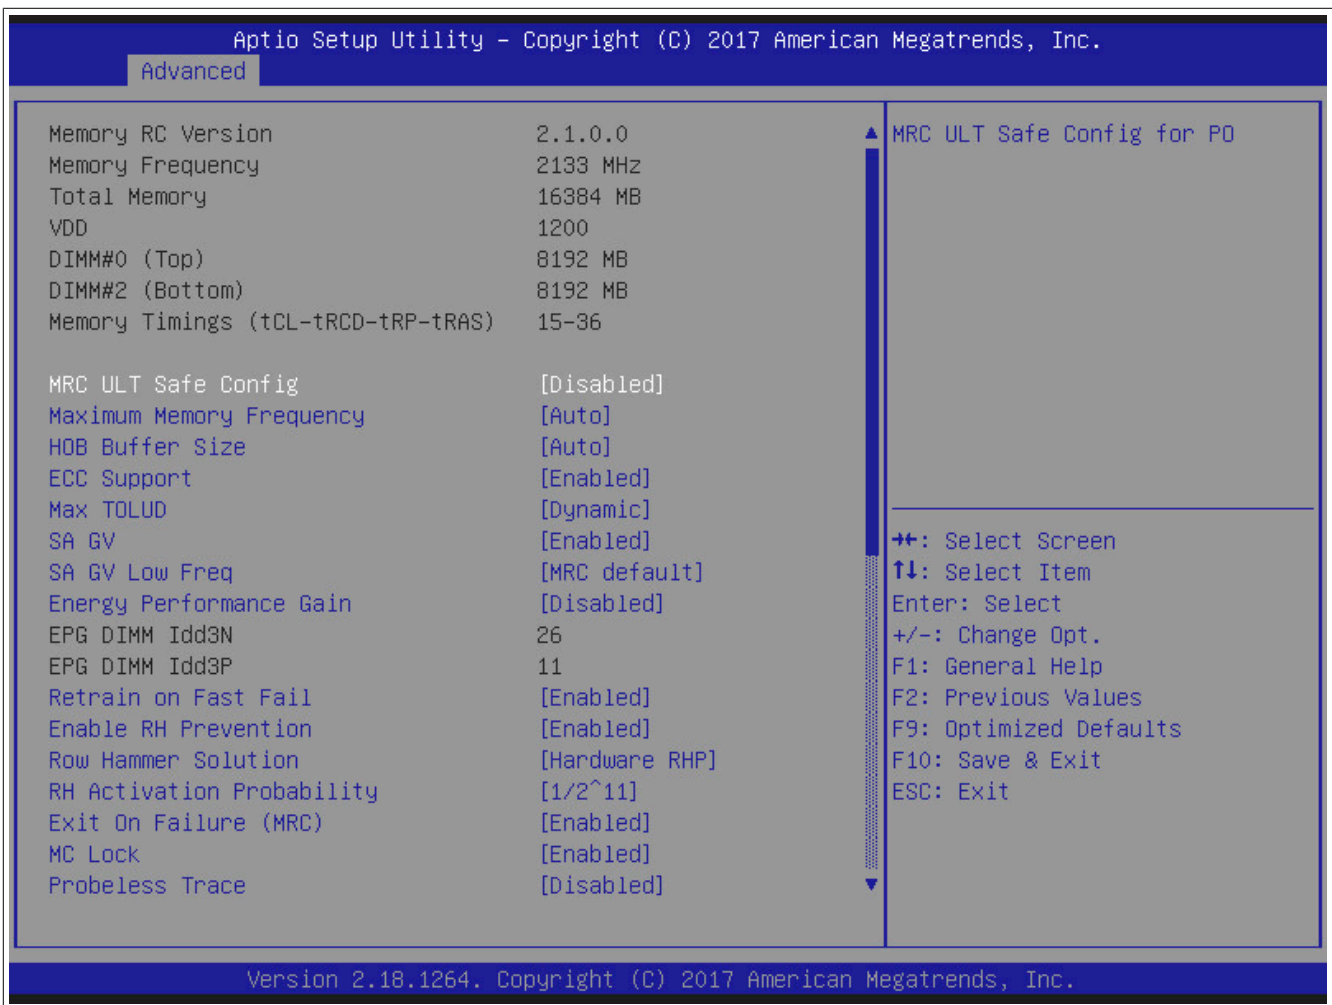 Aptio Setup Utility – Copyright (C) 2017 American Megatrends, Inc.
Advanced
Memory RC Version 2.1.0.0
Memory Frequency 2133 MHz
Total Memory 16384 MB
VDD 1200
DIMM#0 (Top) 8192 MB
DIMM#2 (Bottom) 8192 MB
Memory Timings (tCL-tRCD-tRP-tRAS) 15-36
MRC ULT Safe Config [Disabled]
Maximum Memory Frequency [Auto]
HOB Buffer Size [Auto]
ECC Support [Enabled]
Max TOLUD [Dynamic]
SA GV [Enabled]
SA GV Low Freq [MRC default]
Energy Performance Gain [Disabled]
EPG DIMM Idd3N 26
EPG DIMM Idd3P 11
Retrain on Fast Fail [Enabled]
Enable RH Prevention [Enabled]
Row Hammer Solution [Hardware RHP]
RH Activation Probability [1/2^11]
Exit On Failure (MRC) [Enabled]
MC Lock [Enabled]
Probeless Trace [Disabled]
MRC ULT Safe Config for PO
→←: Select Screen
↑↓: Select Item
Enter: Select
+/-: Change Opt.
F1: General Help
F2: Previous Values
F9: Optimized Defaults
F10: Save & Exit
ESC: Exit
Version 2.18.1264. Copyright (C) 2017 American Megatrends, Inc.